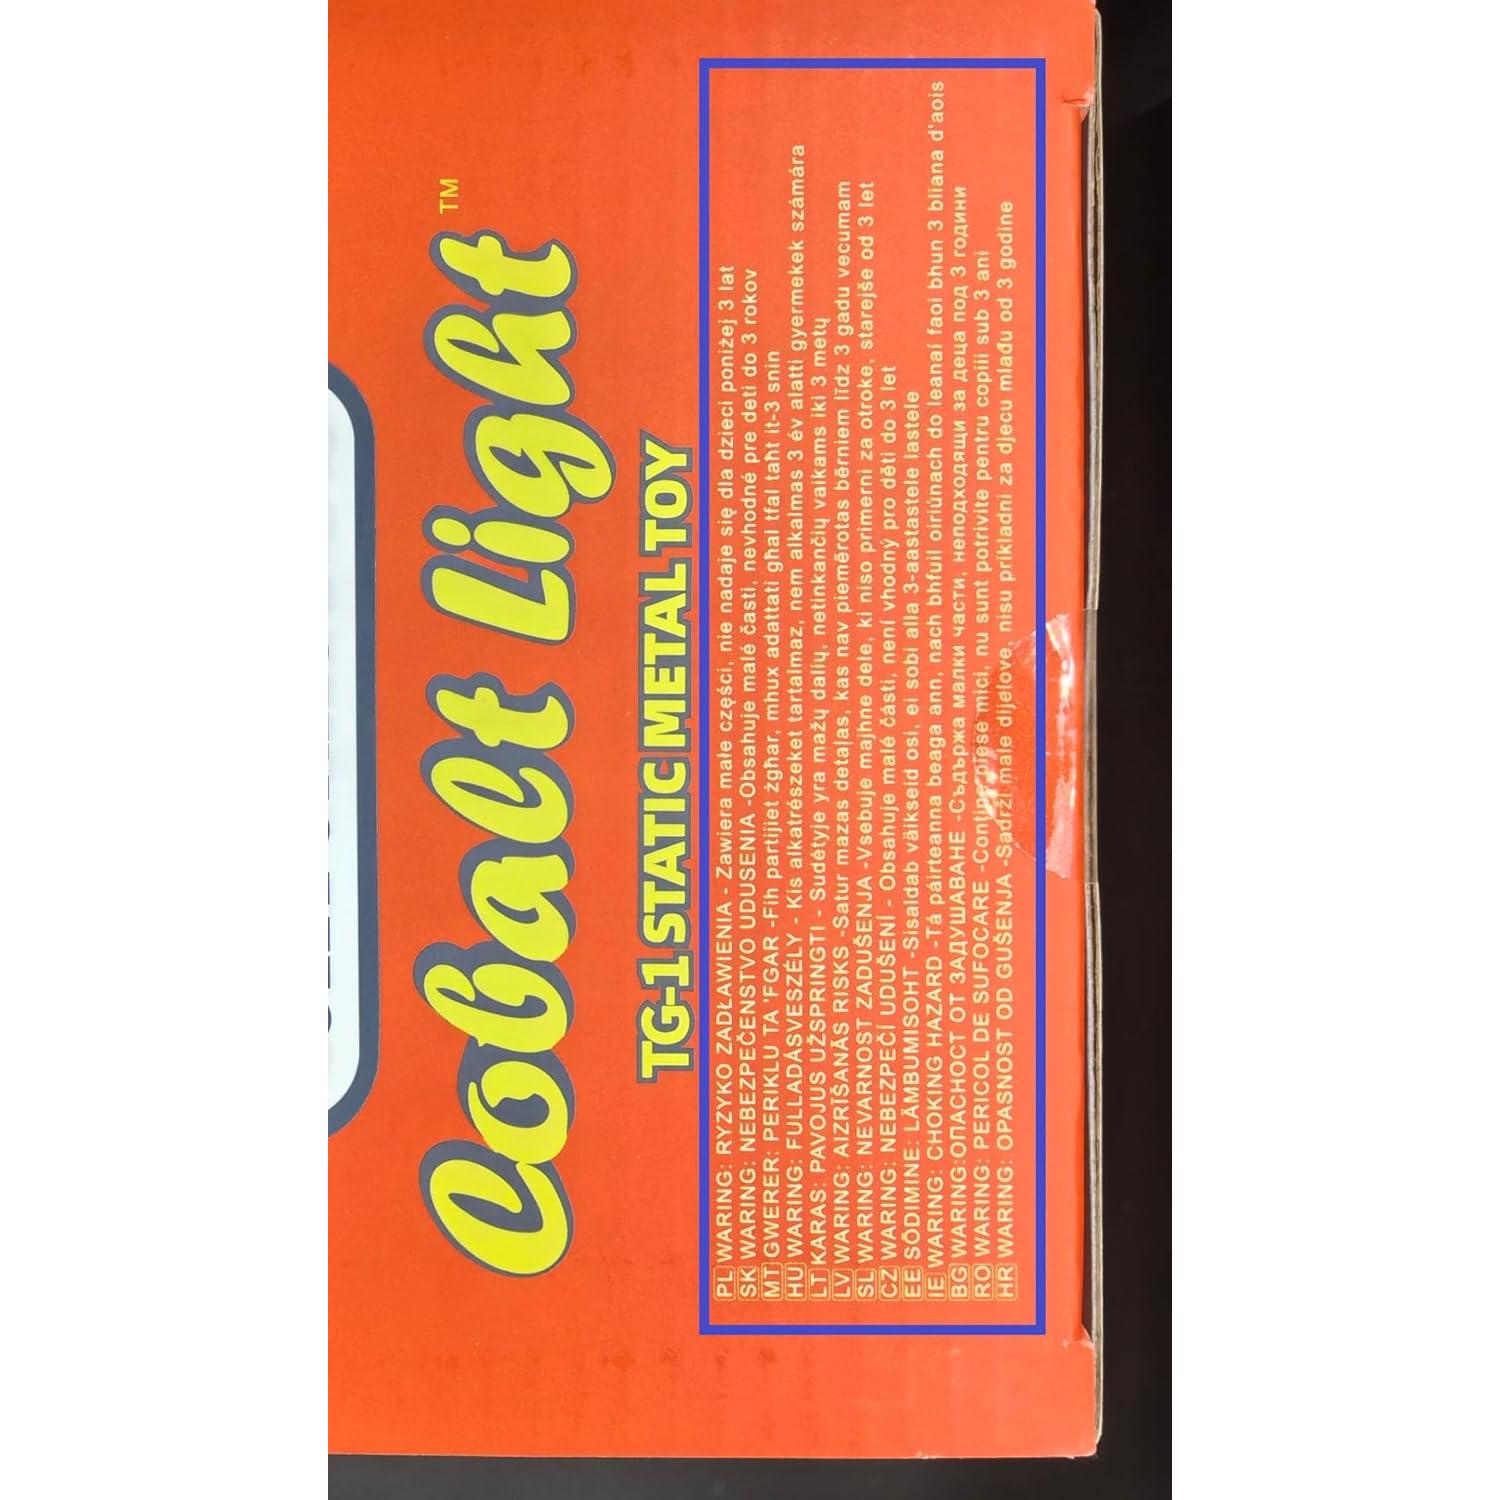 Cobalt Light™
TG-1 STATIC METAL TOY
PL WARING: RYZYKO ZADŁAWIENIA - Zawiera małe części, nie nadaje się dla dzieci poniżej 3 lat
SK WARING: NEBEZPEČENSTVO UDUSENIA -Obsahuje malé časti, nevhodné pre deti do 3 rokov
MT GWERER: PERIKLU TA 'FGAR -Fih partijiet żgħar, mhux adattati għal tfal taħt it-3 snin
HU WARING: FULLADÁSVESZÉLY - Kis alkatrészeket tartalmaz, nem alkalmas 3 év alatti gyermekek számára
LT KARAS: PAVOJUS UŽSPRINGTI - Sudėtyje yra mažų dalių, netinkančių vaikams iki 3 metų
LV WARING: AIZRĪŠANĀS RISKS -Satur mazas detaļas, kas nav piemērotas bērniem līdz 3 gadu vecumam
SL WARING: NEVARNOST ZADUŠENJA -Vsebuje majhne dele, ki niso primerni za otroke, starejše od 3 let
CZ WARING: NEBEZPEČÍ UDUŠENÍ - Obsahuje malé části, není vhodný pro děti do 3 let
EE SÕDIMINE: LÄMBUMISOHT -Sisaldab väikseid osi, ei sobi alla 3-aastastele lastele
IE WARING: CHOKING HAZARD -Tá páirteanna beaga ann, nach bhfuil oiriúnach do leanaí faoi bhun 3 bliana d'aois
BG WARING:ОПАСНОСТ ОТ ЗАДУШАВАНЕ -Съдържа малки части, неподходящи за деца под 3 години
RO WARING: PERICOL DE SUFOCARE -Conține piese mici, nu sunt potrivite pentru copiii sub 3 ani
HR WARING: OPASNOST OD GUŠENJA -Sadrži male dijelove, nisu prikladni za djecu mlađu od 3 godine